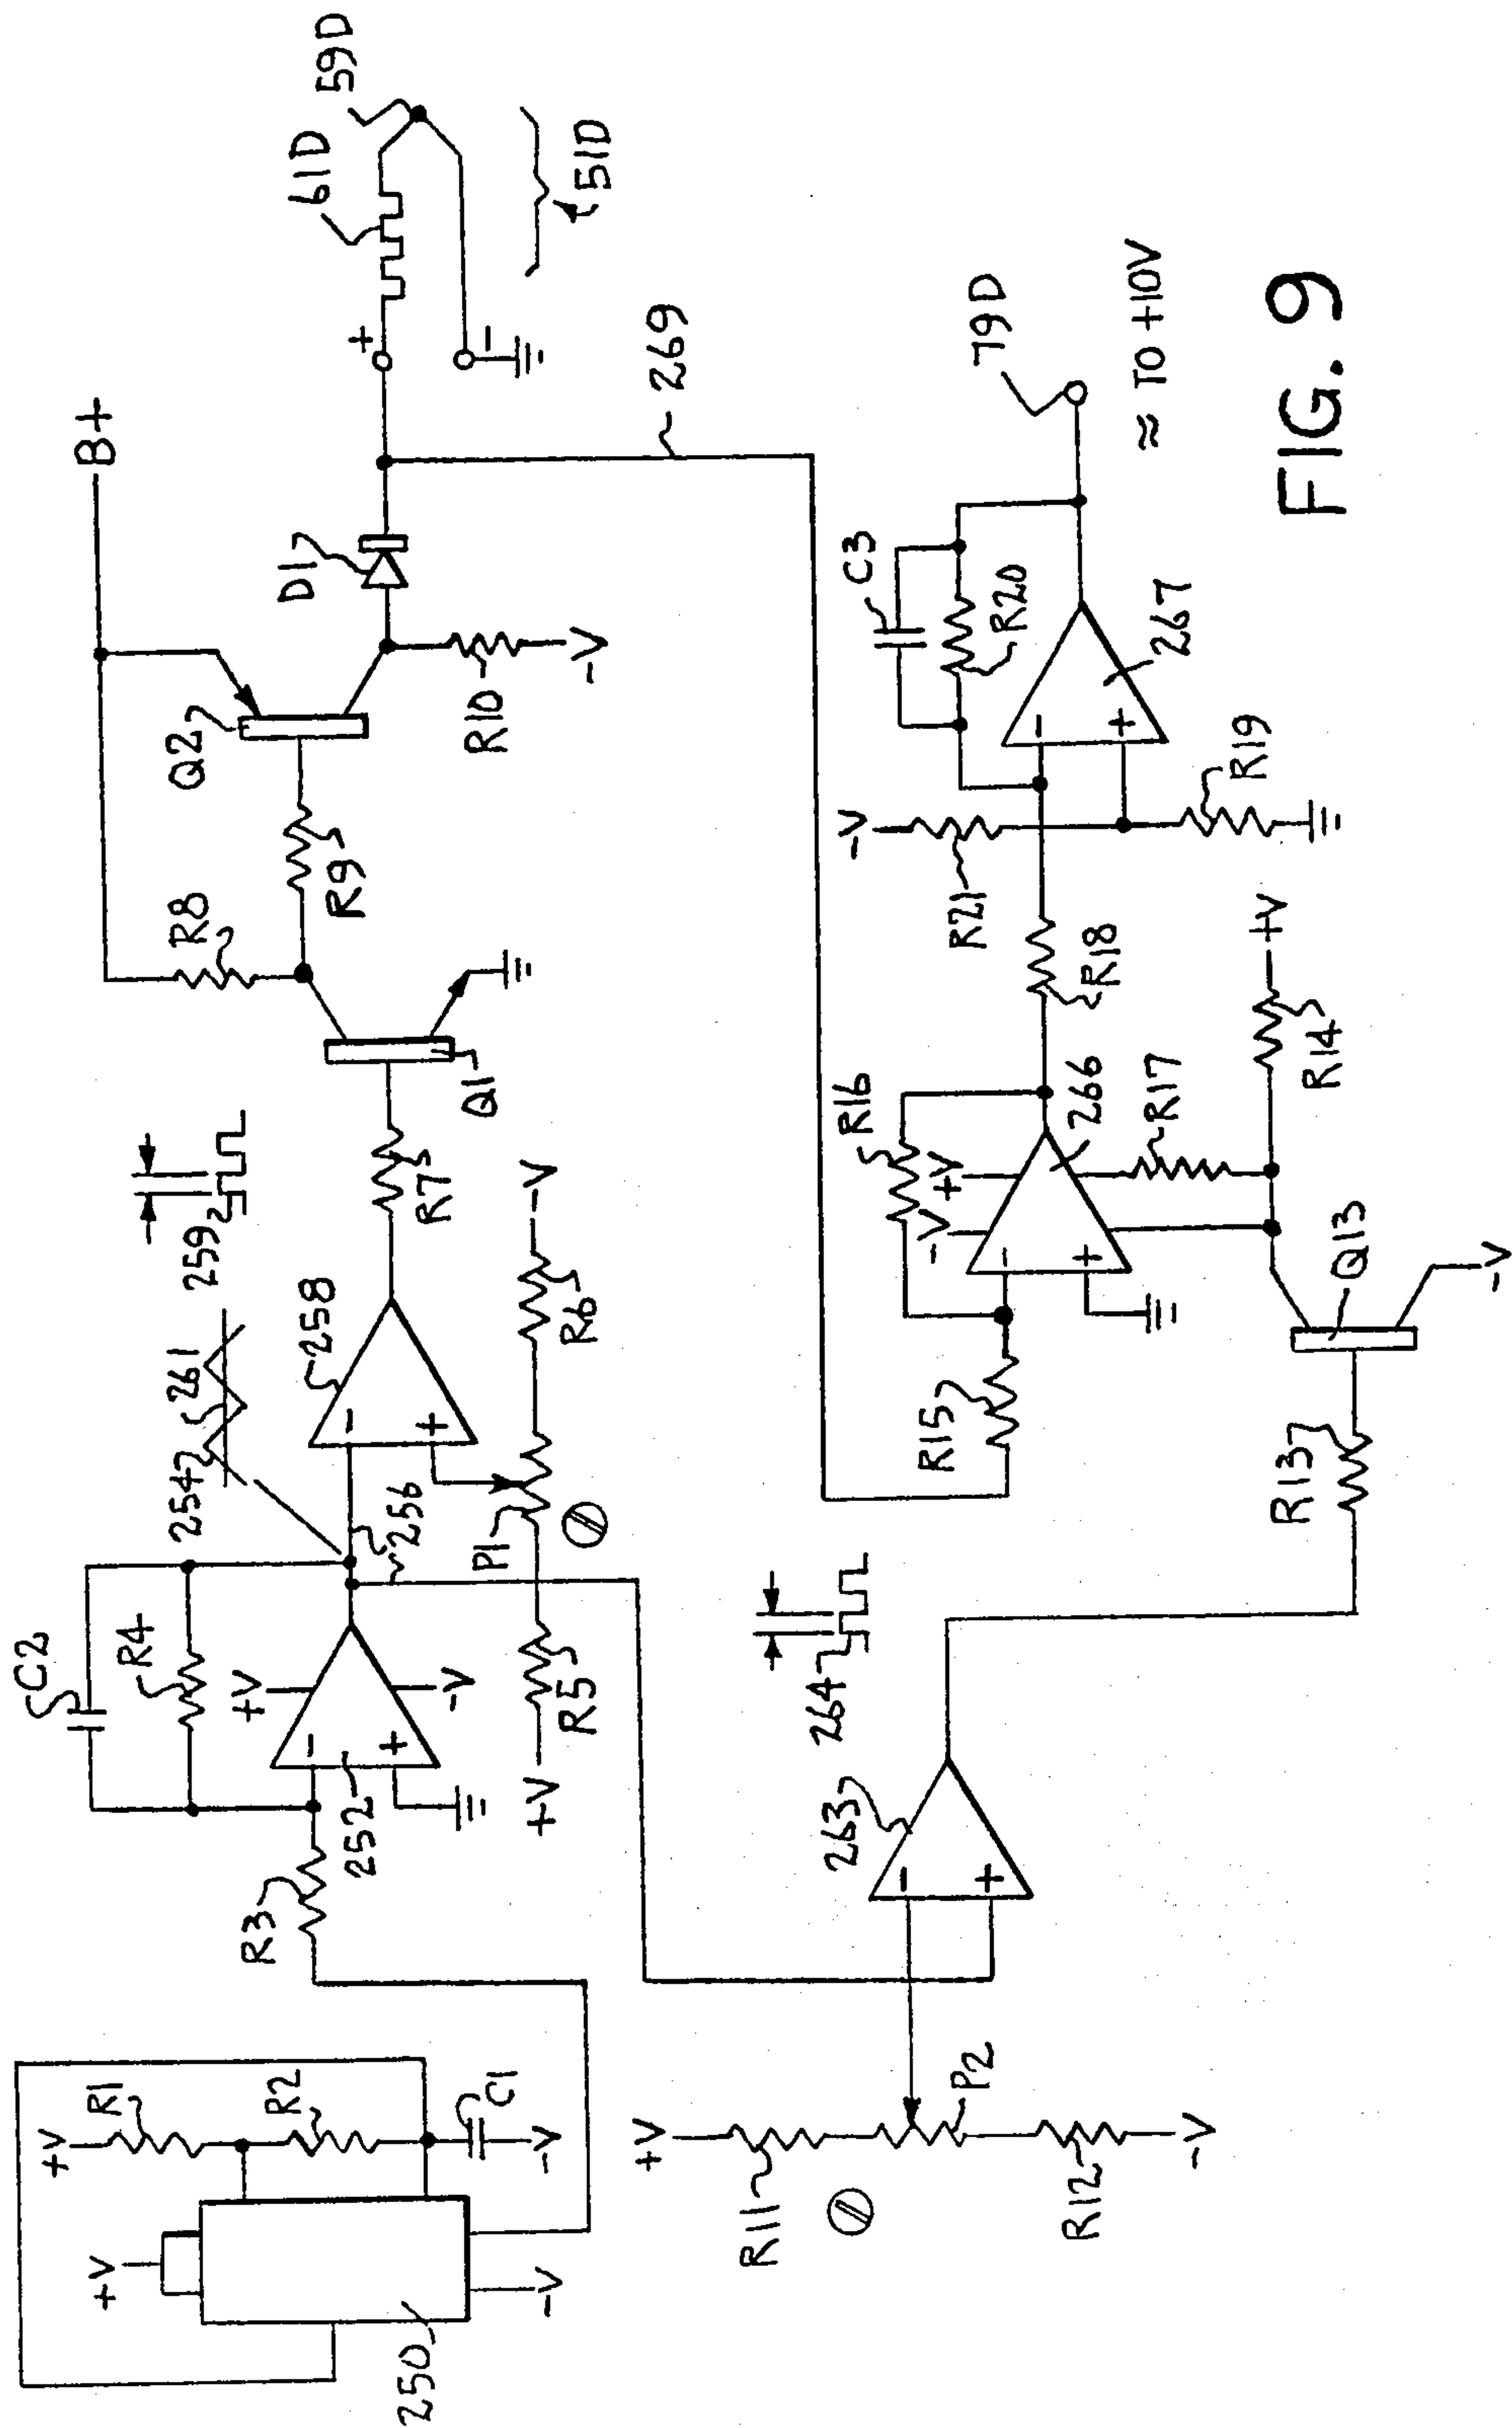 B+
+V
R1
R2
C1
-V
+V
-V
250
R3
C2
R4
+V
-V
252
254
261
256
258
259
P1
+V
R5
R6
-V
R7
Q1
R8
R9
Q2
R10
-V
D1
+
-
61D
59D
51D
269
+V
R11
P2
R12
-V
263
264
R13
Q13
-V
R14
+V
R15
R16
-V
+V
266
R17
R18
-V
R21
R19
C3
R20
267
79D
≈ TO +10V
-
+
-
+
-
+
-
+
-
+
FIG. 9